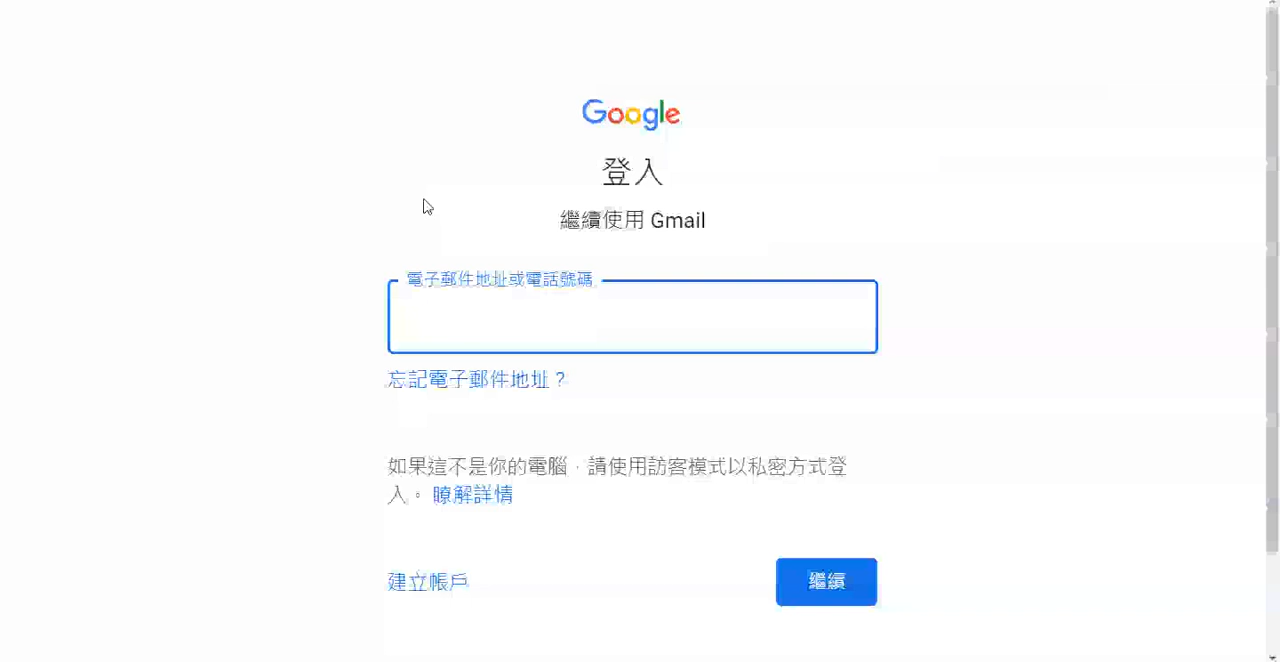 Google
登入
繼續使用 Gmail
電子郵件地址或電話號碼
忘記電子郵件地址？
如果這不是你的電腦，請使用訪客模式以私密方式登
入。 瞭解詳情
建立帳戶
繼續